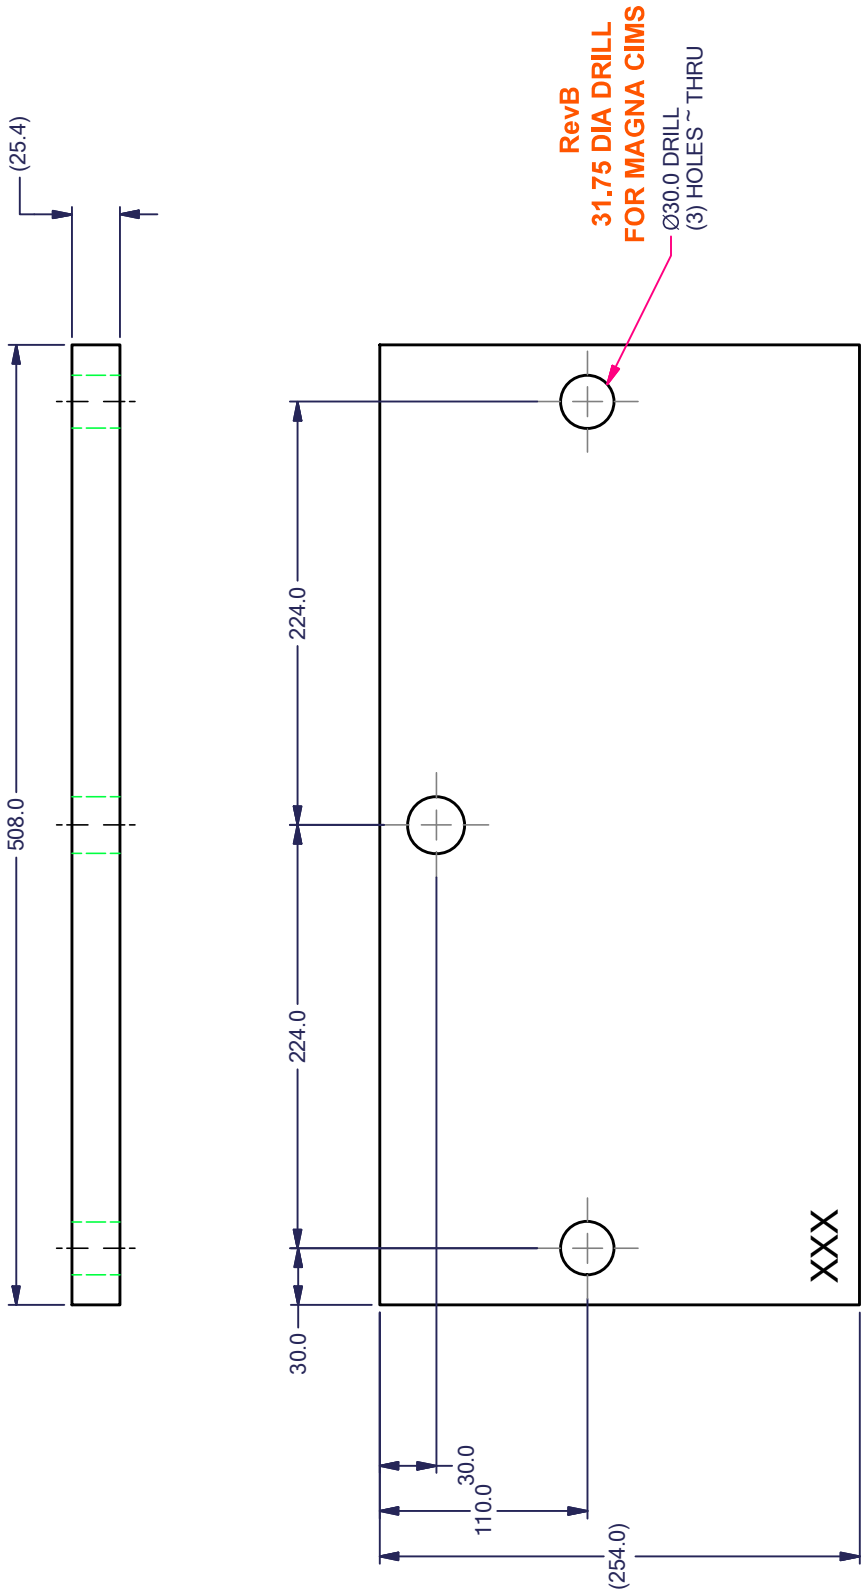 (25.4)
508.0
RevB
31.75 DIA DRILL
FOR MAGNA CIMS
Ø30.0 DRILL
(3) HOLES ~ THRU
224.0
224.0
30.0
30.0
110.0
(254.0)
XXX